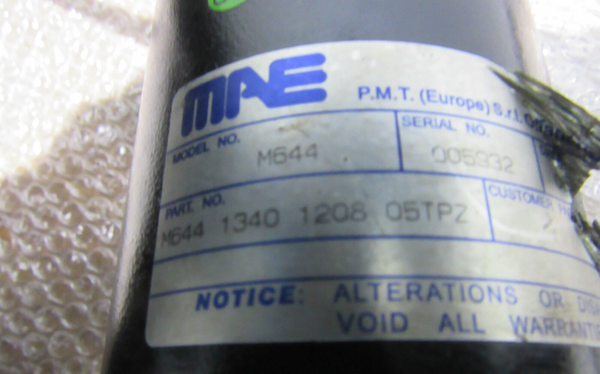 MAE P.M.T. (Europe) S.r.l.
MODEL NO. M644 SERIAL NO. 005332
PART NO. M644 1340 1208 05TPZ CUSTOMER
NOTICE: ALTERATIONS OR
VOID ALL